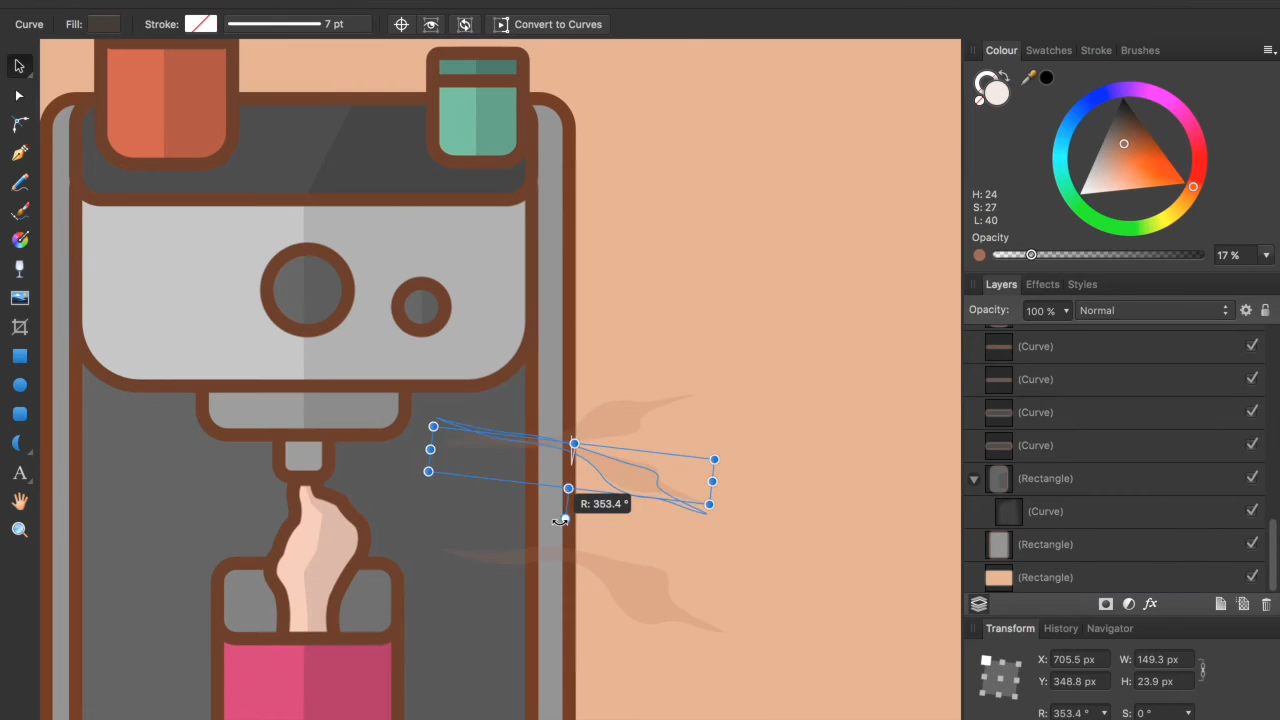 Curve Fill: Stroke: 7 pt Convert to Curves
Colour Swatches Stroke Brushes
H: 24
S: 27
L: 40
Opacity
17 %
Layers Effects Styles
Opacity: 100 % Normal
(Curve)
(Curve)
(Curve)
(Curve)
(Rectangle)
(Curve)
(Rectangle)
(Rectangle)
fx
R: 353.4 °
Transform History Navigator
X: 705.5 px W: 149.3 px
Y: 348.8 px H: 23.9 px
R: 353.4 ° S: 0 °
A